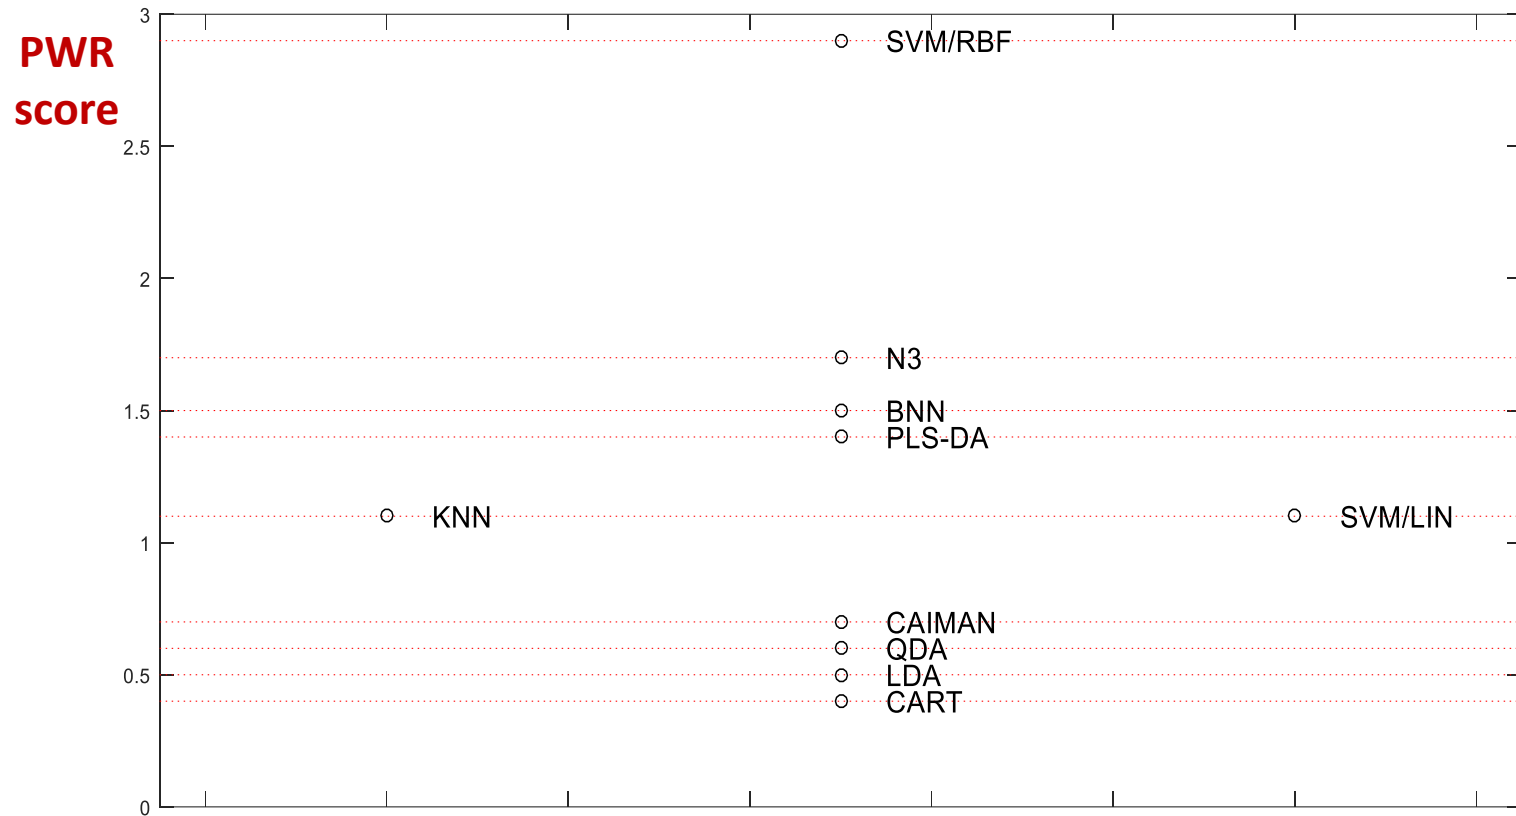 PWR
score
3
SVM/RBF
2.5
2
N3
1.5
BNN
PLS-DA
KNN
SVM/LIN
1
CAIMAN
QDA
0.5
LDA
CART
0